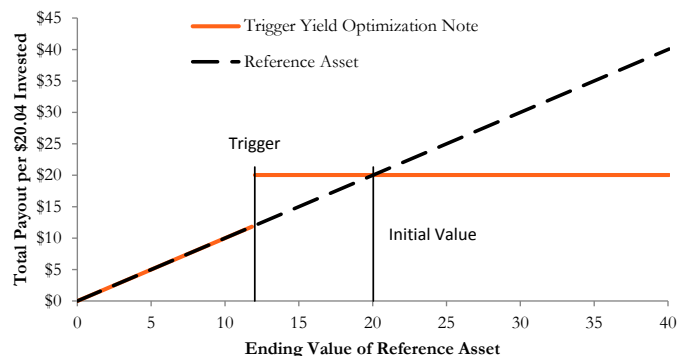 $45
$40
$35
$30
$25
$20
$15
$10
$5
$0
Total Payout per $20.04 Invested
Trigger Yield Optimization Note
Reference Asset
Trigger
Initial Value
0 5 10 15 20 25 30 35 40
Ending Value of Reference Asset